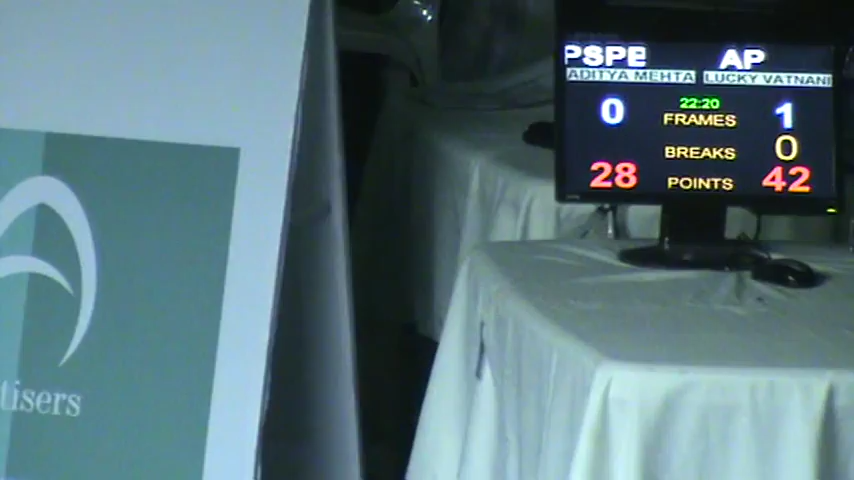 PSPE AP
ADITYA MEHTA LUCKY VATNANI
22:20
0 FRAMES 1
BREAKS 0
28 POINTS 42
tisers